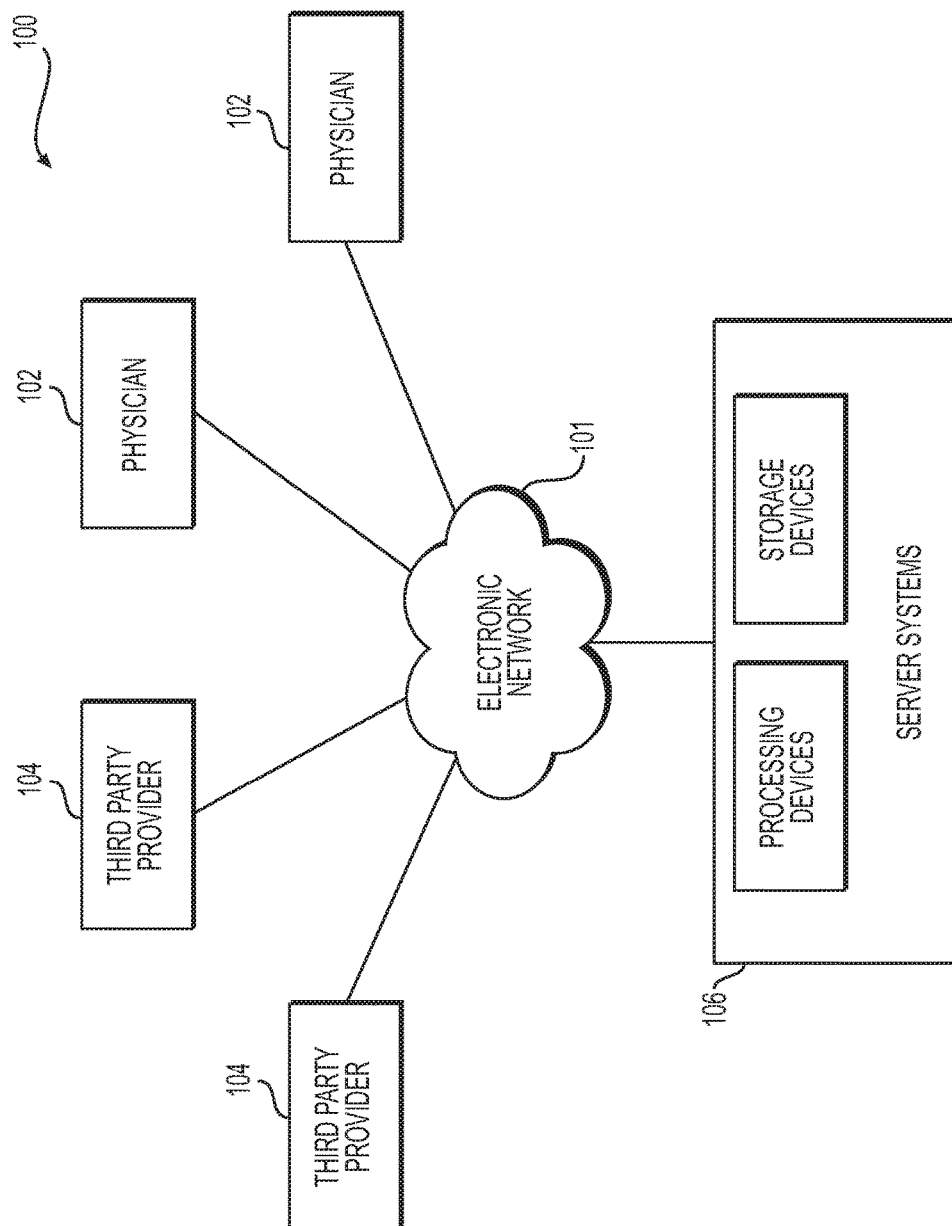 100
102
PHYSICIAN
102
PHYSICIAN
104
THIRD PARTY
PROVIDER
104
THIRD PARTY
PROVIDER
101
ELECTRONIC
NETWORK
106
PROCESSING
DEVICES
STORAGE
DEVICES
SERVER SYSTEMS